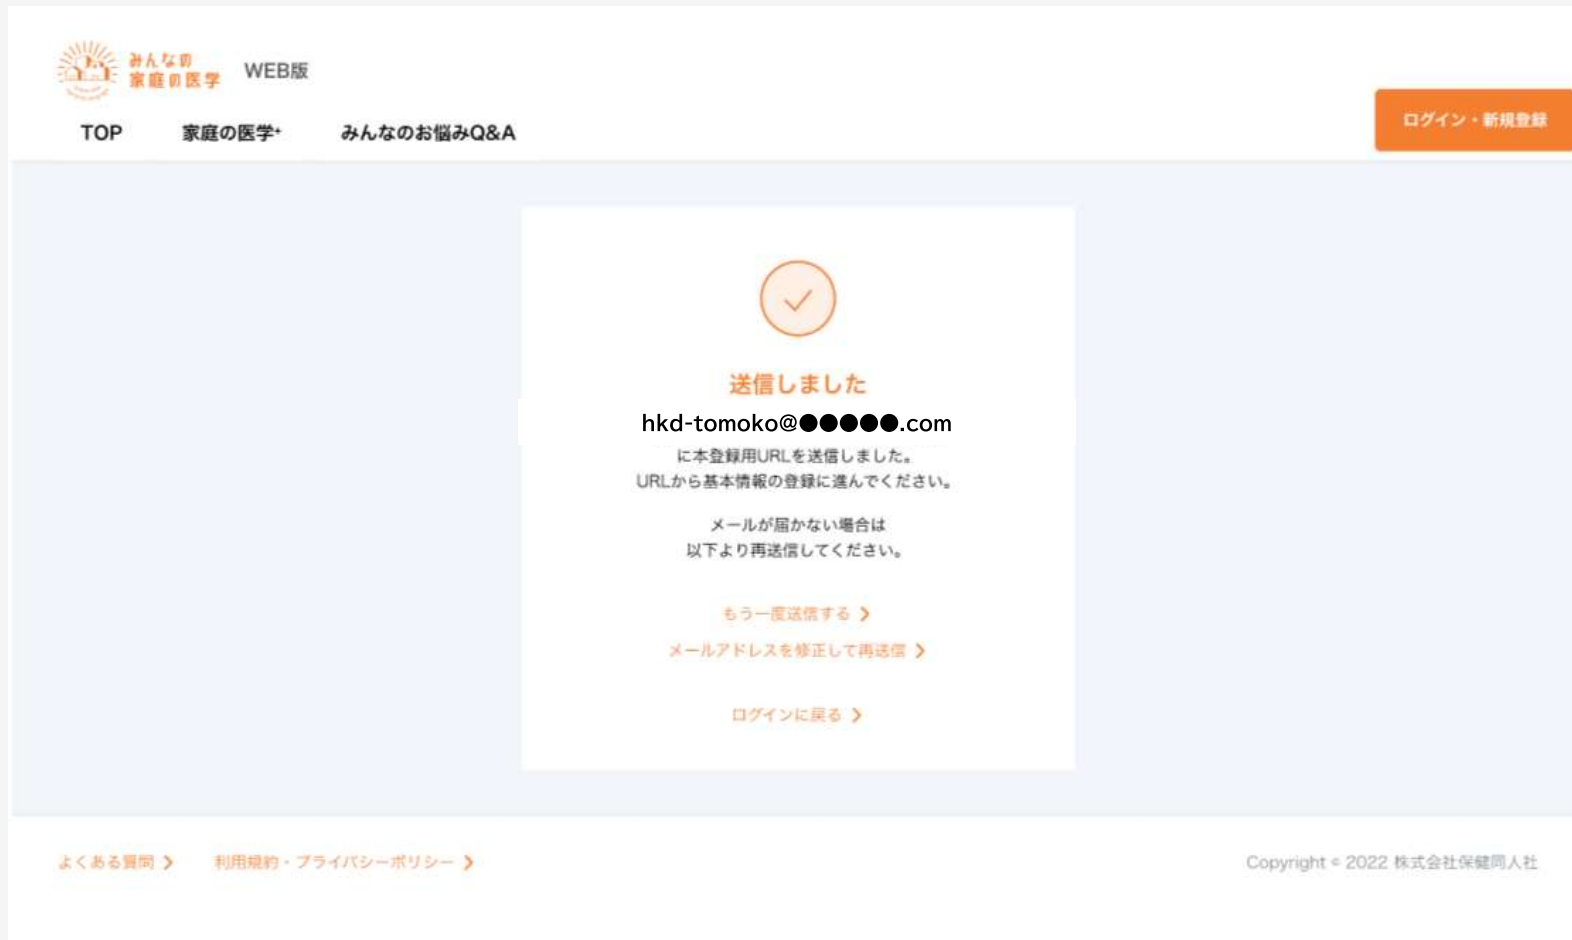 みんなの
家庭の医学
WEB版
TOP
家庭の医学+
みんなのお悩みQ&A
ログイン・新規登録
送信しました
hkd-tomoko@●●●●●.com
に本登録用URLを送信しました。
URLから基本情報の登録に進んでください。
メールが届かない場合は
以下より再送信してください。
もう一度送信する
メールアドレスを修正して再送信
ログインに戻る
よくある質問
利用規約・プライバシーポリシー
Copyright © 2022 株式会社保健同人社